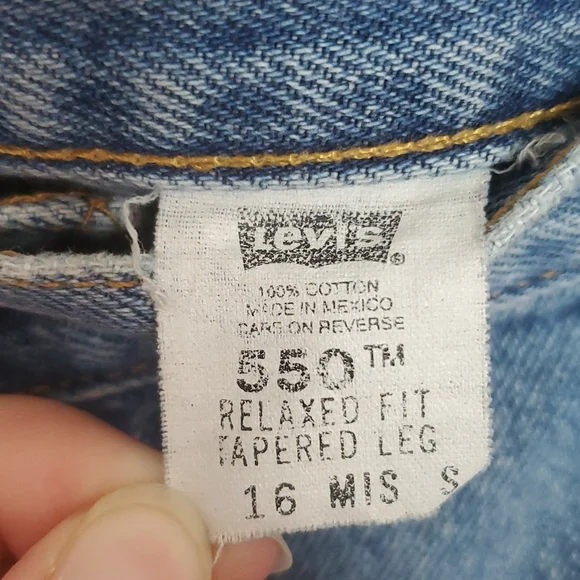 Levi's®
100% COTTON
MADE IN MEXICO
CARE ON REVERSE
550™
RELAXED FIT
TAPERED LEG
16 MIS S